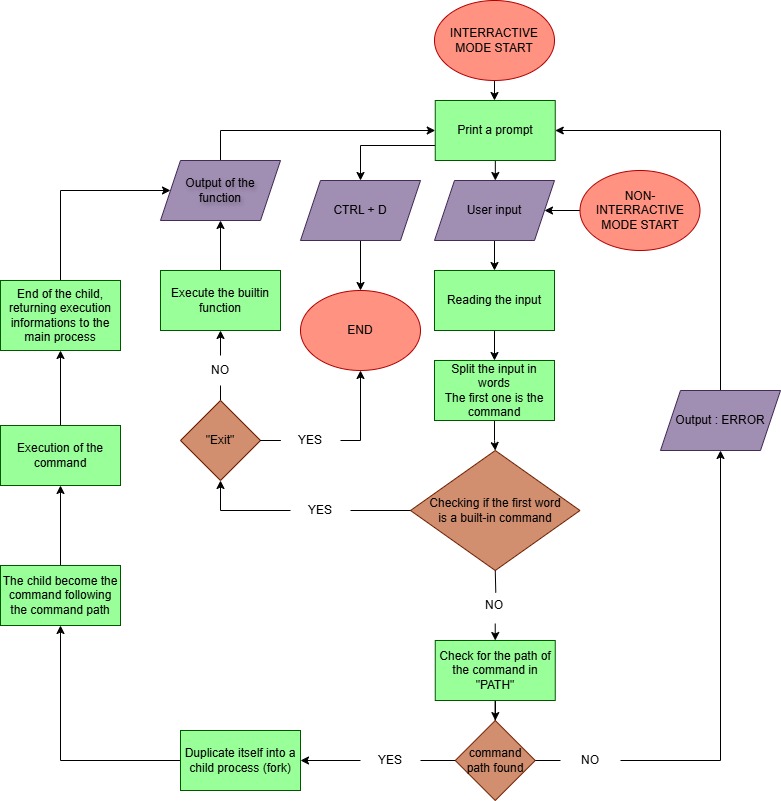 INTERRACTIVE
MODE START
Print a prompt
Output of the
function
CTRL + D
User input
NON-
INTERRACTIVE
MODE START
End of the child,
returning execution
informations to the
main process
Execute the builtin
function
END
Reading the input
NO
Split the input in
words
The first one is the
command
"Exit"
YES
Output : ERROR
Execution of the
command
YES
Checking if the first word
is a built-in command
The child become the
command following
the command path
NO
Check for the path of
the command in
"PATH"
Duplicate itself into a
child process (fork)
YES
command
path found
NO